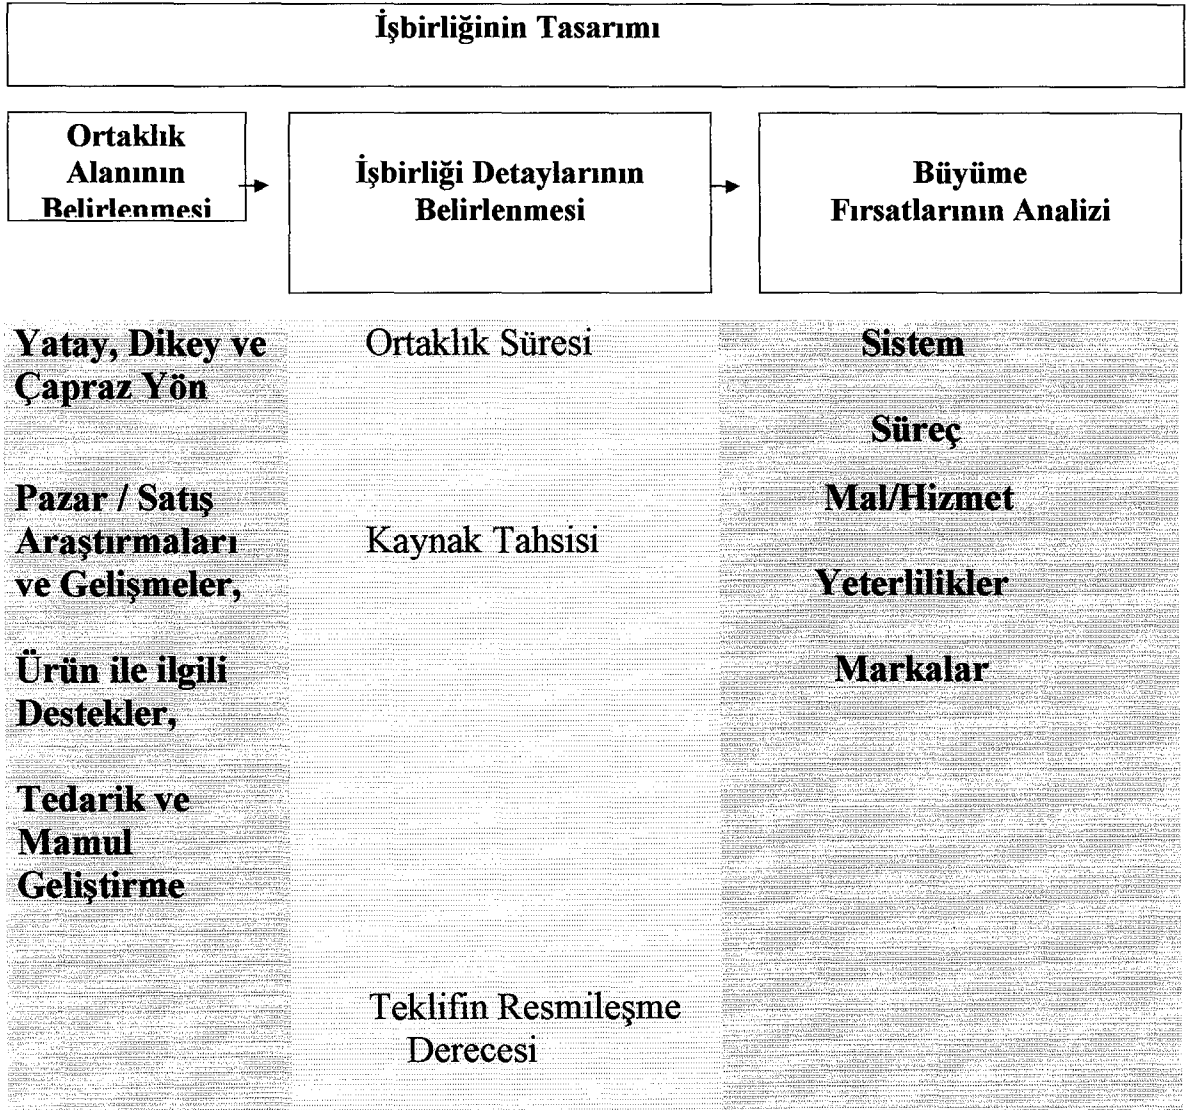 İşbirliğinin Tasarımı
Ortaklık
Alanının
Belirlenmesi
İşbirliği Detaylarının
Belirlenmesi
Büyüme
Fırsatlarının Analizi
Yatay, Dikey ve
Çapraz Yön
Pazar / Satış
Araştırmaları
ve Gelişmeler,
Ürün ile ilgili
Destekler,
Tedarik ve
Mamul
Geliştirme
Ortaklık Süresi
Kaynak Tahsisi
Teklifin Resmileşme
Derecesi
Sistem
Süreç
Mal/Hizmet
Yeterlilikler
Markalar